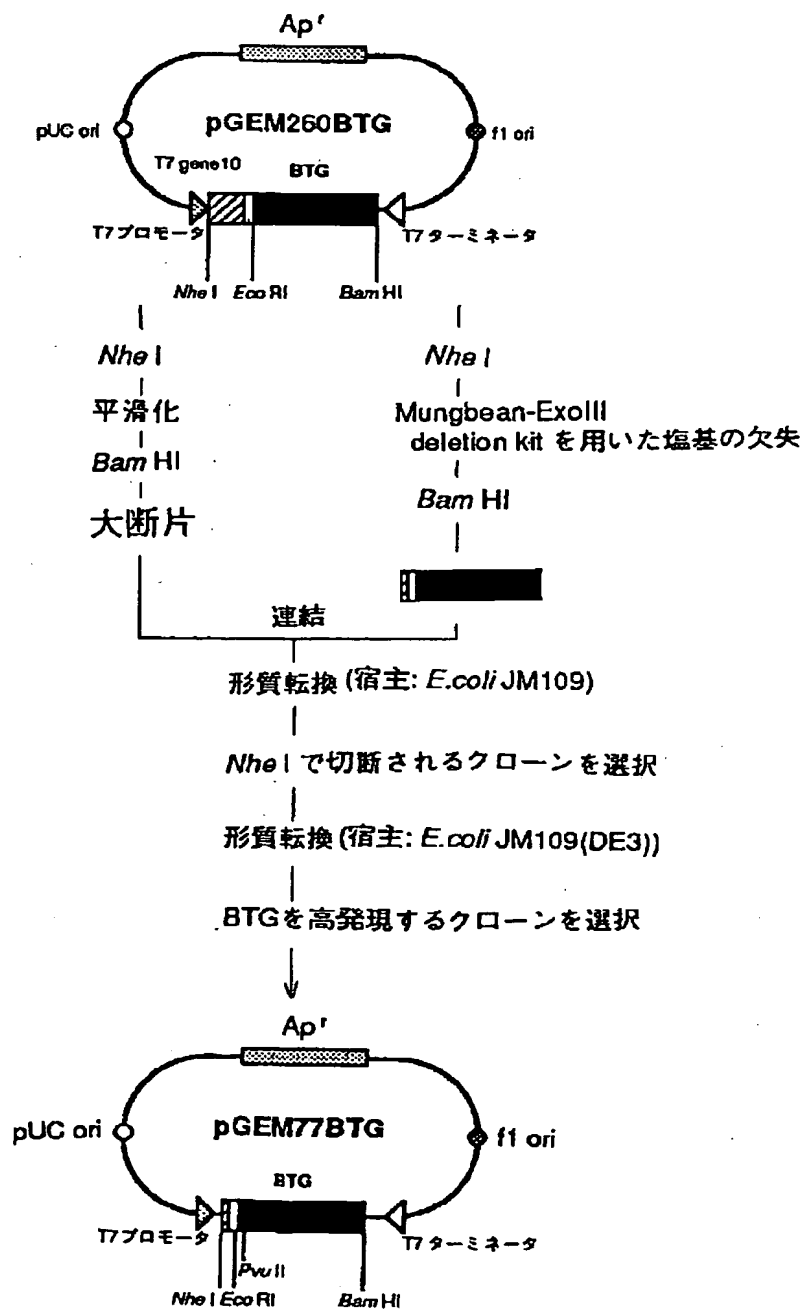 Ap r
pGEM260BTG
pUC ori
f1 ori
T7 gene10
BTG
T7プロモータ
T7ターミネータ
Nhe I
Eco RI
Bam HI
Nhe I
平滑化
Bam HI
大断片
Nhe I
Mungbean-ExoIII
deletion kit を用いた塩基の欠失
Bam HI
連結
形質転換 (宿主: E.coli JM109)
Nhe I で切断されるクローンを選択
形質転換 (宿主: E.coli JM109(DE3))
BTGを高発現するクローンを選択
Ap r
pUC ori
pGEM77BTG
f1 ori
BTG
T7プロモータ
T7ターミネータ
Pvu II
Nhe I
Eco RI
Bam HI